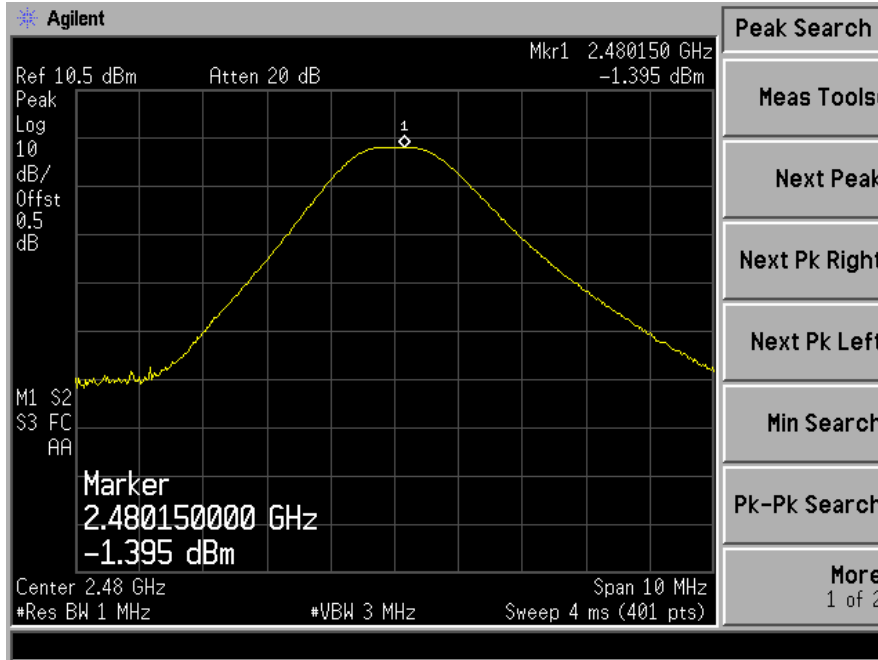 Agilent
Peak Search
Mkr1 2.480150 GHz
Ref 10.5 dBm Atten 20 dB -1.395 dBm
Peak
Log
10
dB/
Offst
0.5
dB
1
M1 S2
S3 FC
AA
Marker
2.480150000 GHz
-1.395 dBm
Center 2.48 GHz Span 10 MHz
#Res BW 1 MHz #VBW 3 MHz Sweep 4 ms (401 pts)
Meas Tools
Next Peak
Next Pk Right
Next Pk Left
Min Search
Pk-Pk Search
More
1 of 2